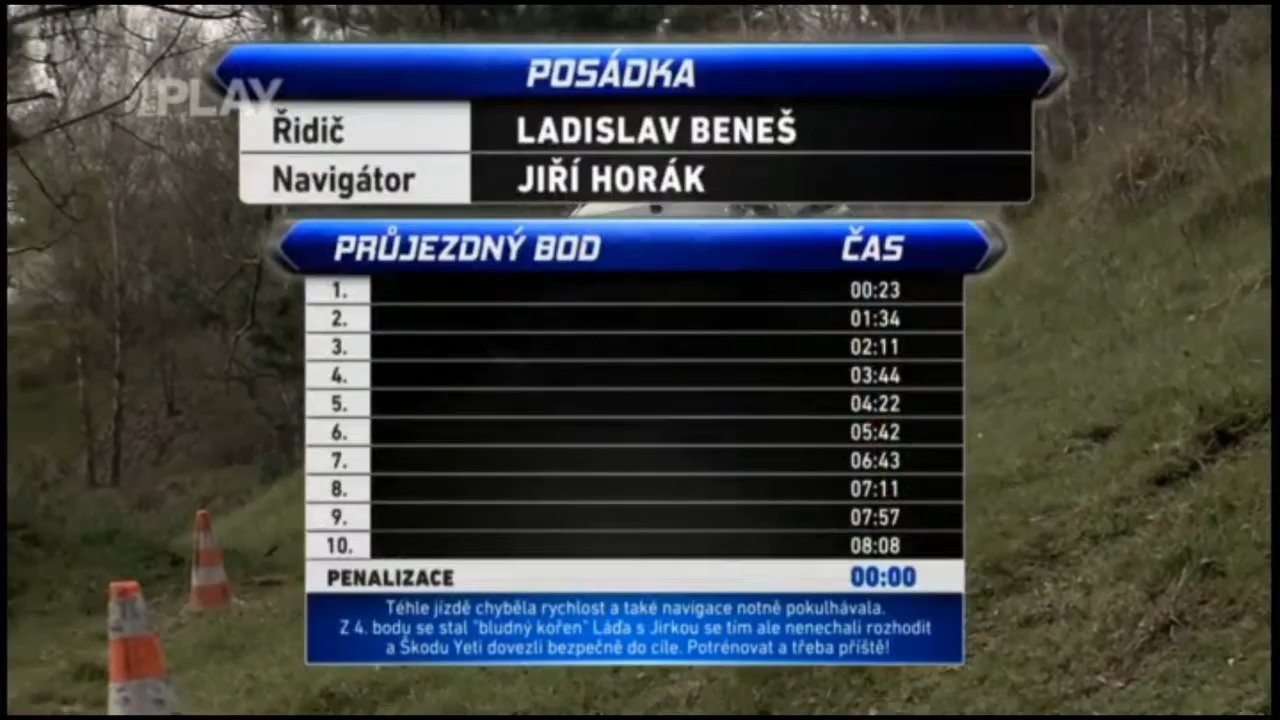 POSÁDKA
PLAY
Řidič LADISLAV BENEŠ
Navigátor JIŘÍ HORÁK
PRŮJEZDNÝ BOD ČAS
1. 00:23
2. 01:34
3. 02:11
4. 03:44
5. 04:22
6. 05:42
7. 06:43
8. 07:11
9. 07:57
10. 08:08
PENALIZACE 00:00
Téhle jízdě chyběla rychlost a také navigace notně pokulhávala.
Z 4. bodu se stal "bludný kořen" Láďa s Jirkou se tím ale nenechali rozhodit
a Škodu Yeti dovezli bezpečně do cíle. Potrénovat a třeba příště!